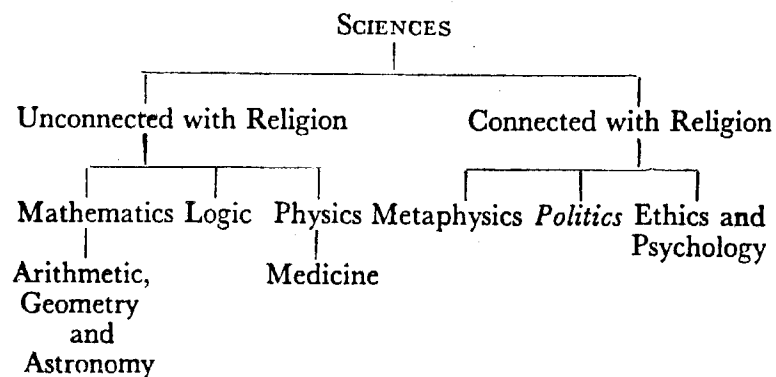 SCIENCES
Unconnected with Religion Connected with Religion
Mathematics Logic Physics Metaphysics Politics Ethics and
Psychology
Arithmetic, Medicine
Geometry
and
Astronomy